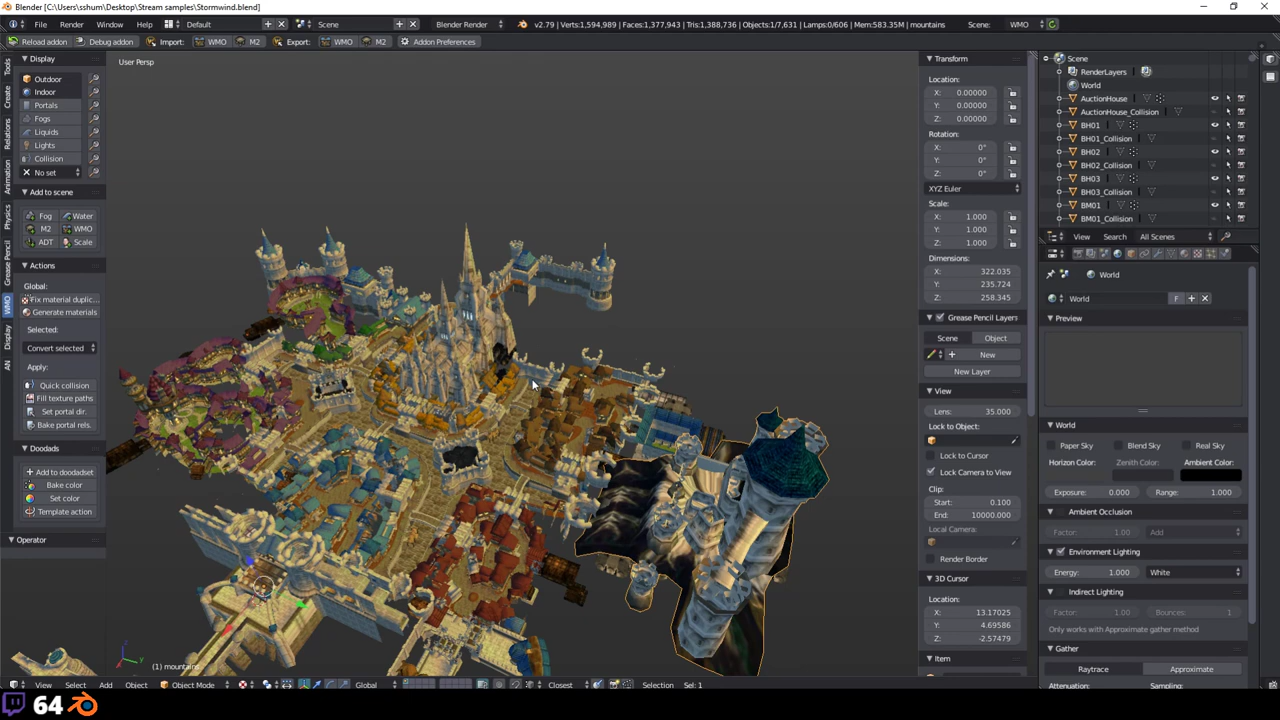 Blender [C:\Users\sshum\Desktop\Stream samples\Stormwind.blend]
File Render Window Help Default Scene Blender Render v2.79 | Verts:1,594,989 | Faces:1,377,943 | Tris:1,388,736 | Objects:1/7,631 | Lamps:0/606 | Mem:583.35M | mountains Scene: WMO
Reload addon Debug addon Import: WMO M2 Export: WMO M2 Addon Preferences
Tools
Create
Relations
Animation
Physics
Grease Pencil
WMO
Display
AN
Display
Outdoor
Indoor
Portals
Fogs
Liquids
Lights
Collision
No set
Add to scene
Fog Water
M2 WMO
ADT Scale
Actions
Global:
Fix material duplic...
Generate materials
Selected:
Convert selected
Apply:
Quick collision
Fill texture paths
Set portal dir.
Bake portal rels.
Doodads
Add to doodadset
Bake color
Set color
Template action
Operator
User Persp
(1) mountains
Transform
Location:
X: 0.00000
Y: 0.00000
Z: 0.00000
Rotation:
X: 0°
Y: 0°
Z: 0°
XYZ Euler
Scale:
X: 1.000
Y: 1.000
Z: 1.000
Dimensions:
X: 322.035
Y: 235.724
Z: 258.345
Grease Pencil Layers
Scene Object
New
New Layer
View
Lens: 35.000
Lock to Object:
Lock to Cursor
Lock Camera to View
Clip:
Start: 0.100
End: 10000.000
Local Camera:
Render Border
3D Cursor
Location:
X: 13.17025
Y: 4.69586
Z: -2.57479
Item
Scene
RenderLayers
World
AuctionHouse
AuctionHouse_Collision
BH01
BH01_Collision
BH02
BH02_Collision
BH03
BH03_Collision
BM01
BM01_Collision
View Search All Scenes
World
World F
Preview
World
Paper Sky Blend Sky Real Sky
Horizon Color: Zenith Color: Ambient Color:
Exposure: 0.000 Range: 1.000
Ambient Occlusion
Factor: 1.00 Add
Environment Lighting
Energy: 1.000 White
Indirect Lighting
Factor: 1.00 Bounces: 1
Only works with Approximate gather method
Gather
Raytrace Approximate
Attenuation: Sampling:
View Select Add Object Object Mode Global Closest Selection Sel: 1
64